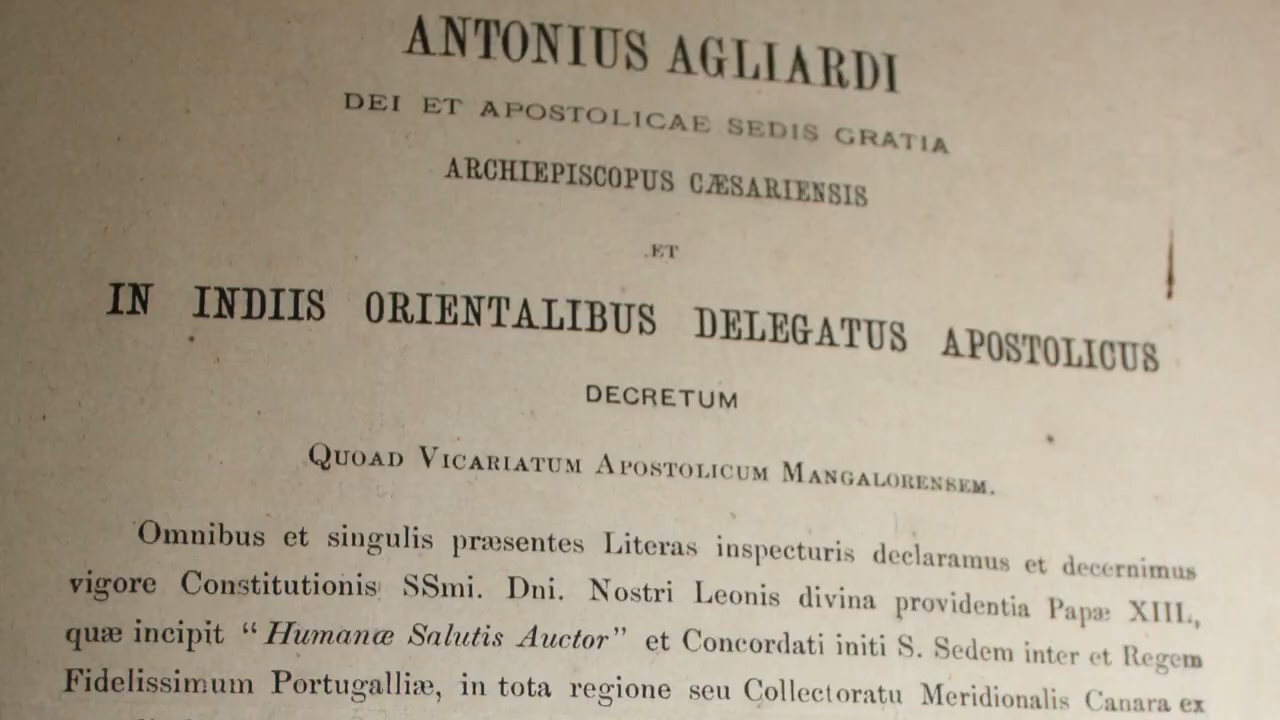 ANTONIUS AGLIARDI
DEI ET APOSTOLICAE SEDIS GRATIA
ARCHIEPISCOPUS CÆSARIENSIS
ET
IN INDIIS ORIENTALIBUS DELEGATUS APOSTOLICUS
DECRETUM
QUOAD VICARIATUM APOSTOLICUM MANGALORENSEM.
Omnibus et singulis præsentes Literas inspecturis declaramus et decernimus
vigore Constitutionis SSmi. Dni. Nostri Leonis divina providentia Papæ XIII.,
quæ incipit “Humanæ Salutis Auctor” et Concordati initi S. Sedem inter et Regem
Fidelissimum Portugalliæ, in tota regione seu Collectoratu Meridionalis Canara ex